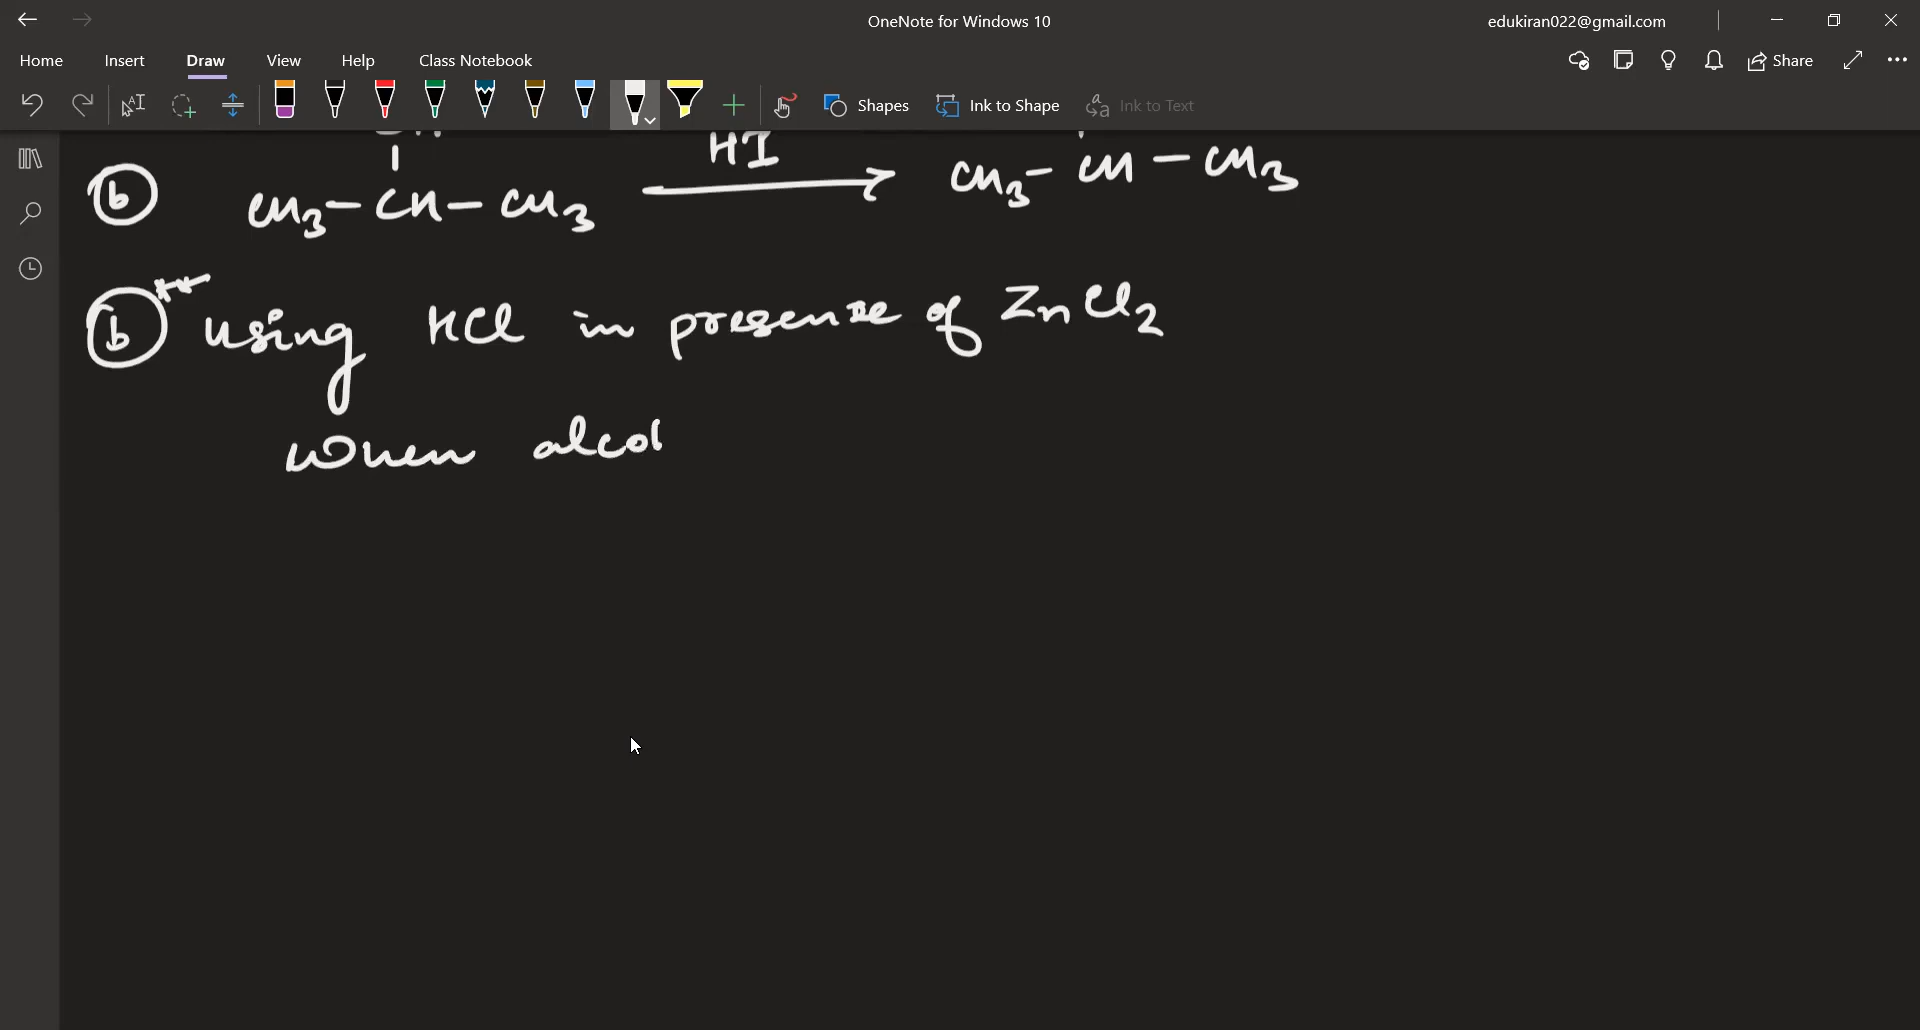 OneNote for Windows 10
edukiran022@gmail.com
Home Insert Draw View Help Class Notebook
Share
Shapes
Ink to Shape
Ink to Text
HI
(b) CH3-CH-CH3 → CH3-CH-CH3
(b)** using HCl in presence of ZnCl2
when alcol